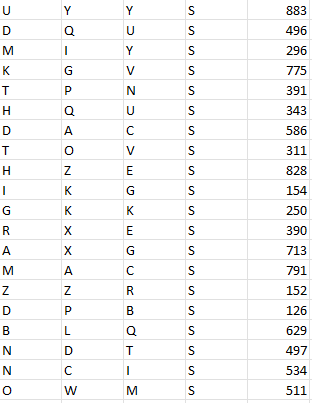 U Y Y S 883
D Q U S 496
M I Y S 296
K G V S 775
T P N S 391
H Q U S 343
D A C S 586
T O V S 311
H Z E S 828
I K G S 154
G K K S 250
R X E S 390
A X G S 713
M A C S 791
Z Z R S 152
D P B S 126
B L Q S 629
N D T S 497
N C I S 534
O W M S 511